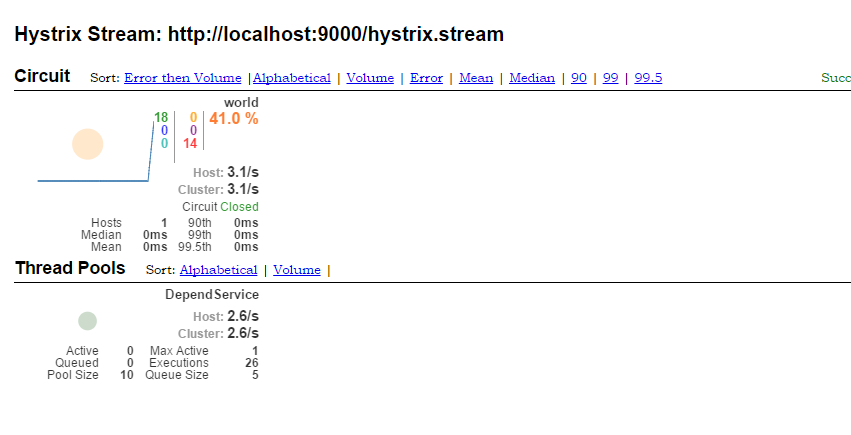 Hystrix Stream: http://localhost:9000/hystrix.stream
Circuit Sort: Error then Volume | Alphabetical | Volume | Error | Mean | Median | 90 | 99 | 99.5 Succ
world
18 0 41.0 %
0 0
0 14
Host: 3.1/s
Cluster: 3.1/s
Circuit Closed
Hosts 1 90th 0ms
Median 0ms 99th 0ms
Mean 0ms 99.5th 0ms
Thread Pools Sort: Alphabetical | Volume |
DependService
Host: 2.6/s
Cluster: 2.6/s
Active 0 Max Active 1
Queued 0 Executions 26
Pool Size 10 Queue Size 5